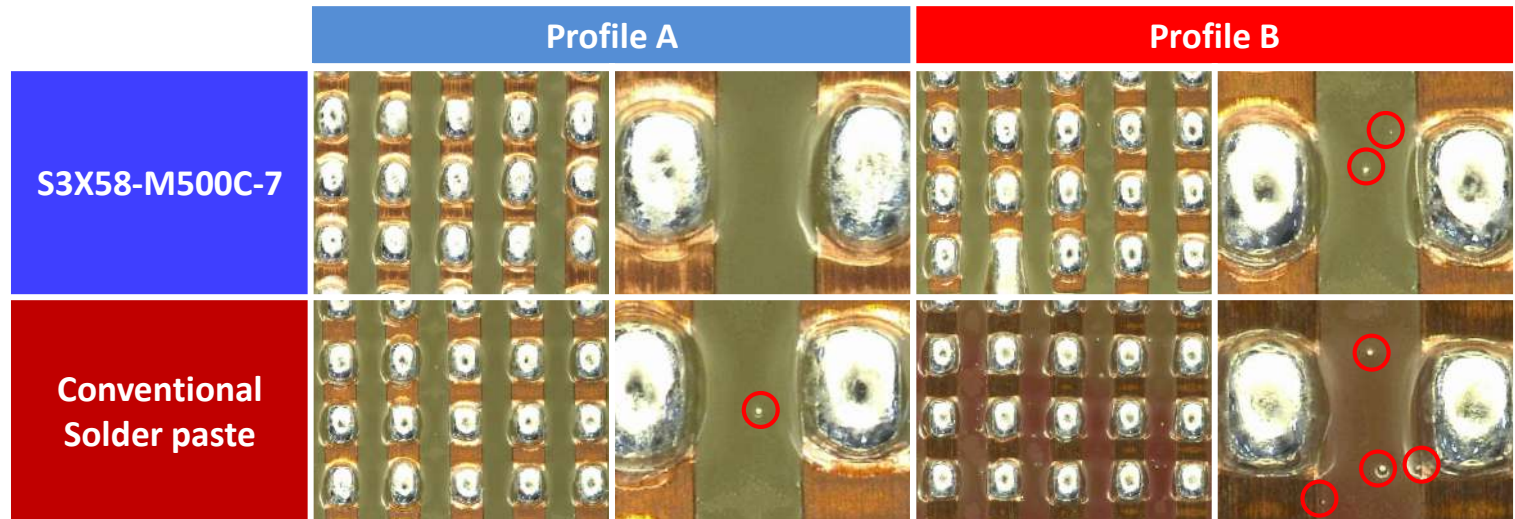 Profile A
Profile B
S3X58-M500C-7
Conventional
Solder paste